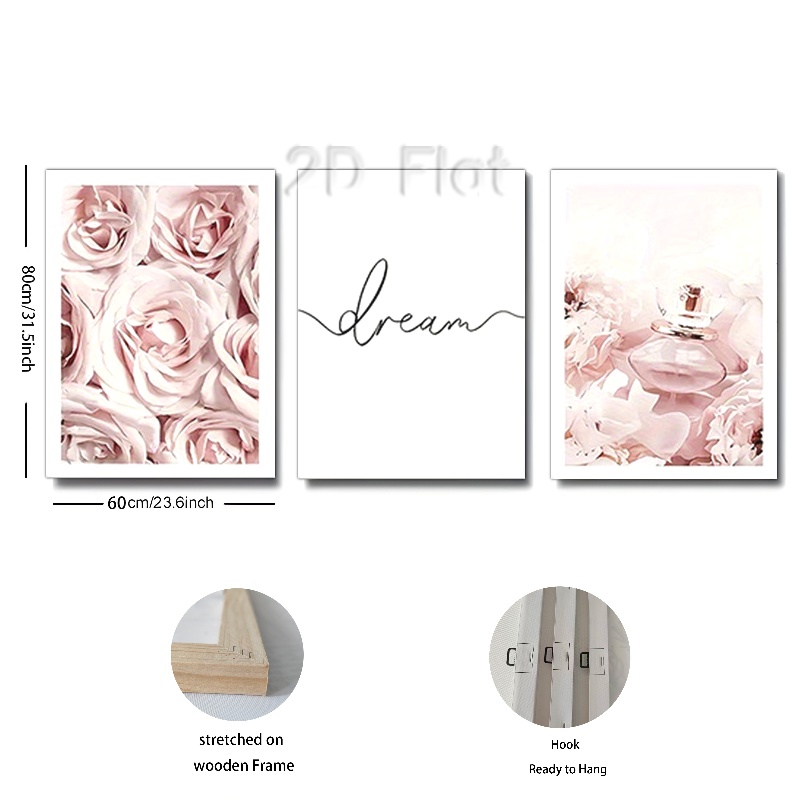 2D Flat
80cm/31.5inch
dream
60cm/23.6inch
stretched on
wooden Frame
Hook
Ready to Hang